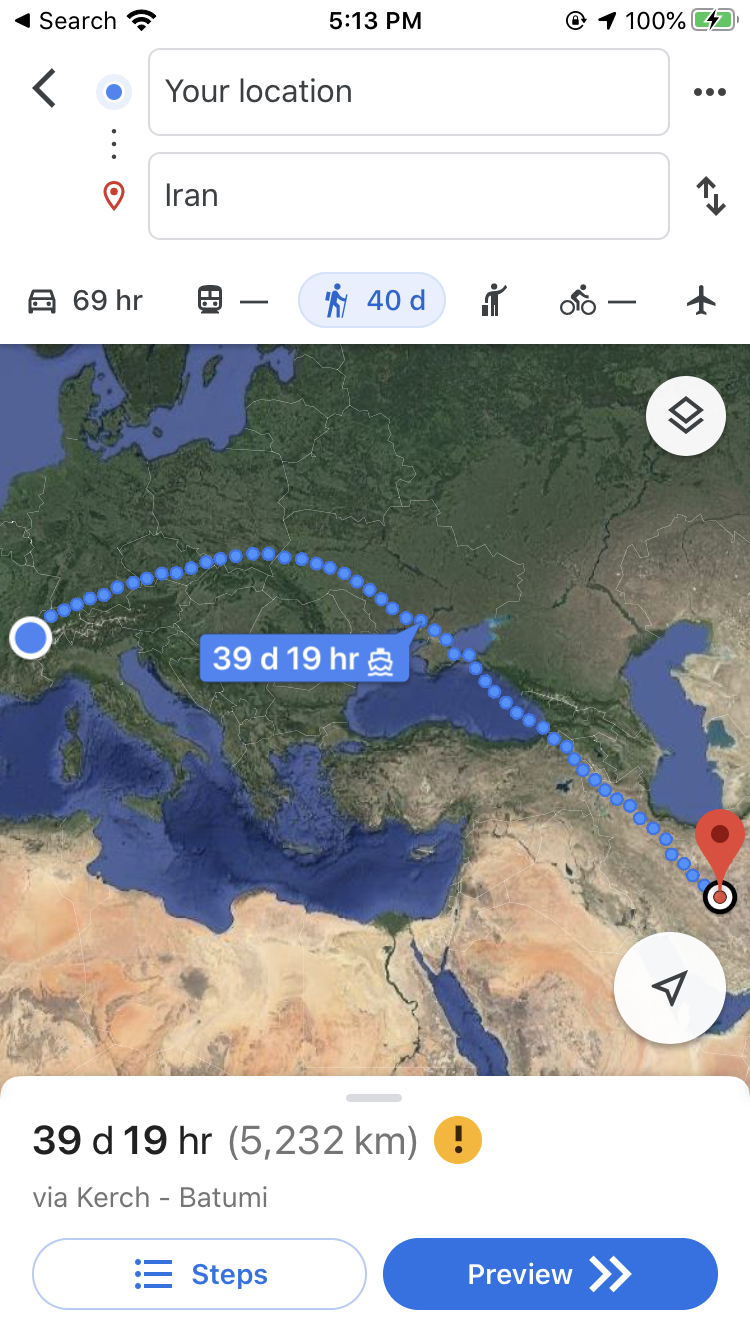 Search 5:13 PM 100%
Your location
Iran
69 hr — 40 d —
39 d 19 hr
39 d 19 hr (5,232 km)
via Kerch - Batumi
Steps Preview